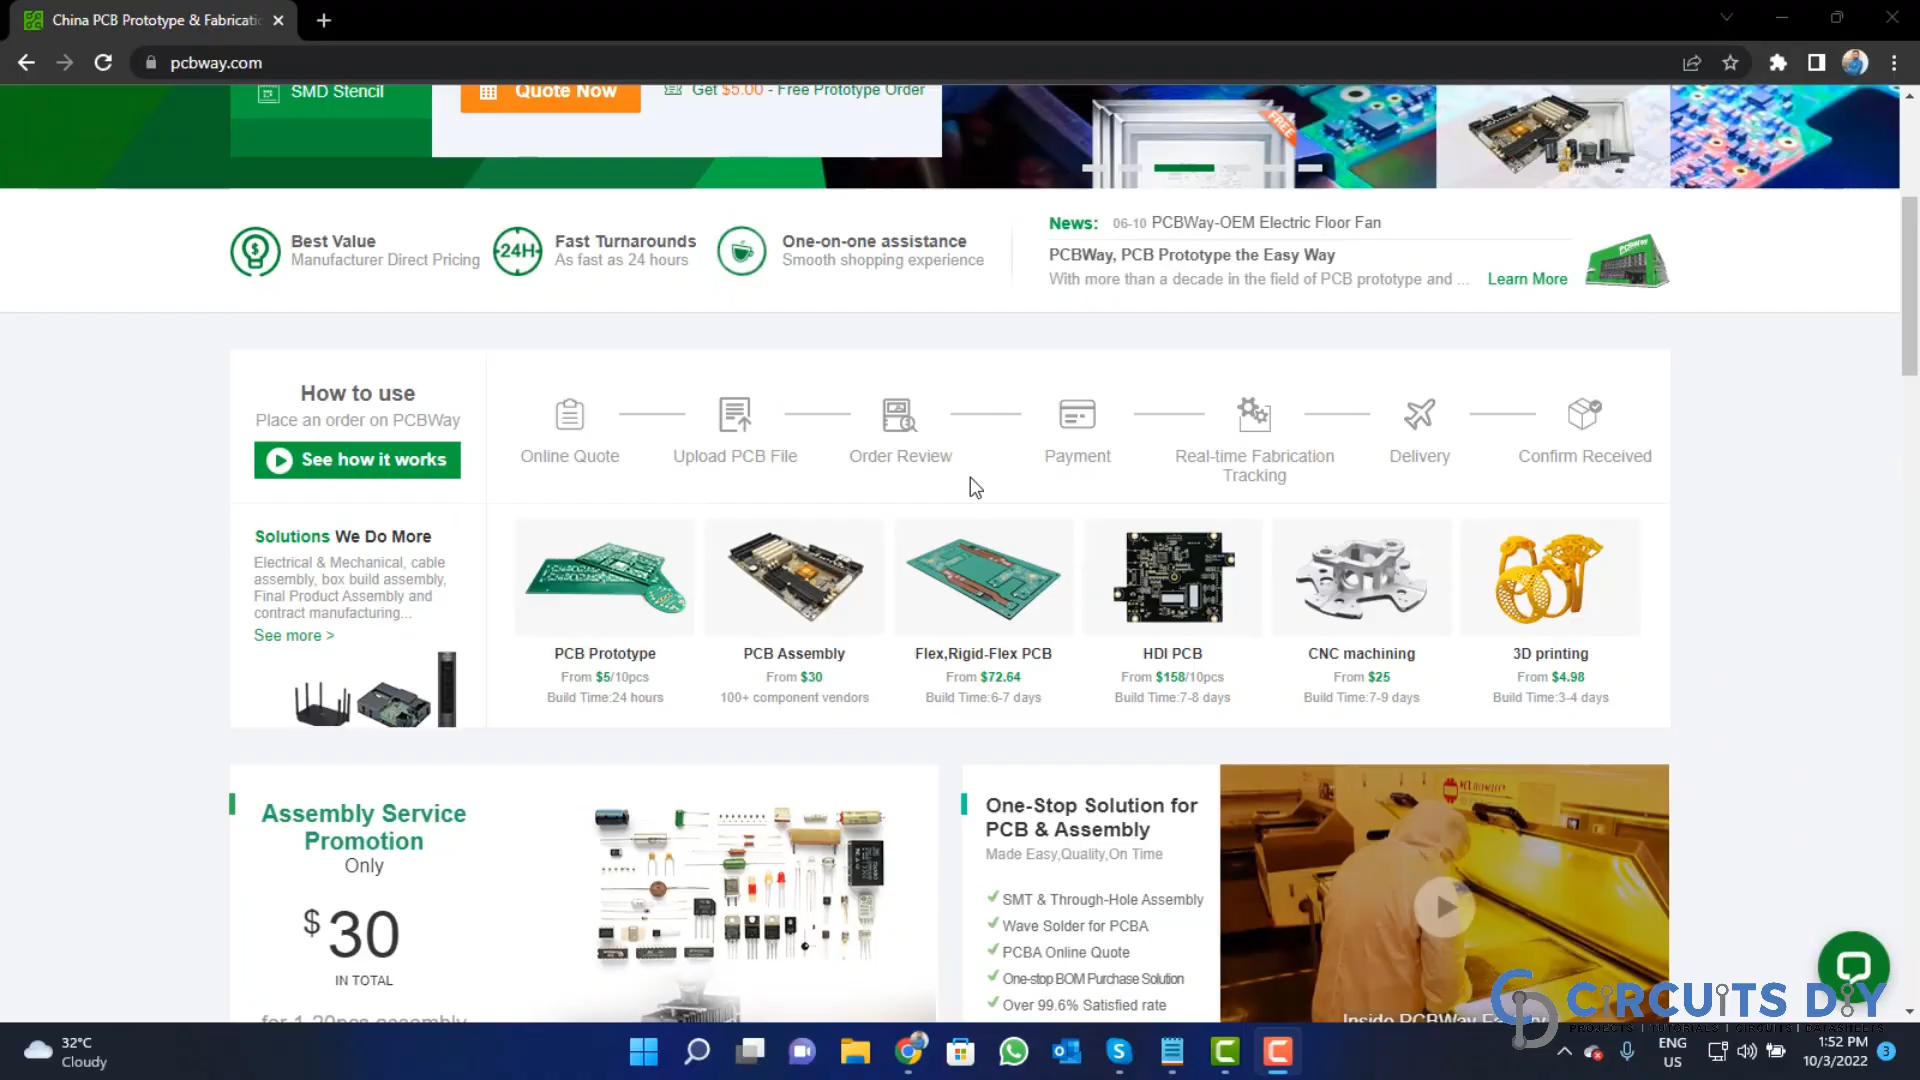 China PCB Prototype & Fabricatio
pcbway.com
SMD Stencil
Quote Now
Get $5.00 - Free Prototype Order
FREE
Best Value
Manufacturer Direct Pricing
24H
Fast Turnarounds
As fast as 24 hours
One-on-one assistance
Smooth shopping experience
News: 06-10 PCBWay-OEM Electric Floor Fan
PCBWay, PCB Prototype the Easy Way
With more than a decade in the field of PCB prototype and ... Learn More
PCBWay
How to use
Place an order on PCBWay
See how it works
Online Quote
Upload PCB File
Order Review
Payment
Real-time Fabrication
Tracking
Delivery
Confirm Received
Solutions We Do More
Electrical & Mechanical, cable
assembly, box build assembly,
Final Product Assembly and
contract manufacturing...
See more >
PCB Prototype
From $5/10pcs
Build Time:24 hours
PCB Assembly
From $30
100+ component vendors
Flex,Rigid-Flex PCB
From $72.64
Build Time:6-7 days
HDI PCB
From $158/10pcs
Build Time:7-8 days
CNC machining
From $25
Build Time:7-9 days
3D printing
From $4.98
Build Time:3-4 days
Assembly Service
Promotion
Only
$30
IN TOTAL
for 1-20pcs assembly
One-Stop Solution for
PCB & Assembly
Made Easy,Quality,On Time
SMT & Through-Hole Assembly
Wave Solder for PCBA
PCBA Online Quote
One-stop BOM Purchase Solution
Over 99.6% Satisfied rate
Inside PCBWay Factory
CIRCUITS DIY
PROJECTS | TUTORIALS | CIRCUITS | DATASHEETS
32°C
Cloudy
ENG
US
1:52 PM
10/3/2022
3